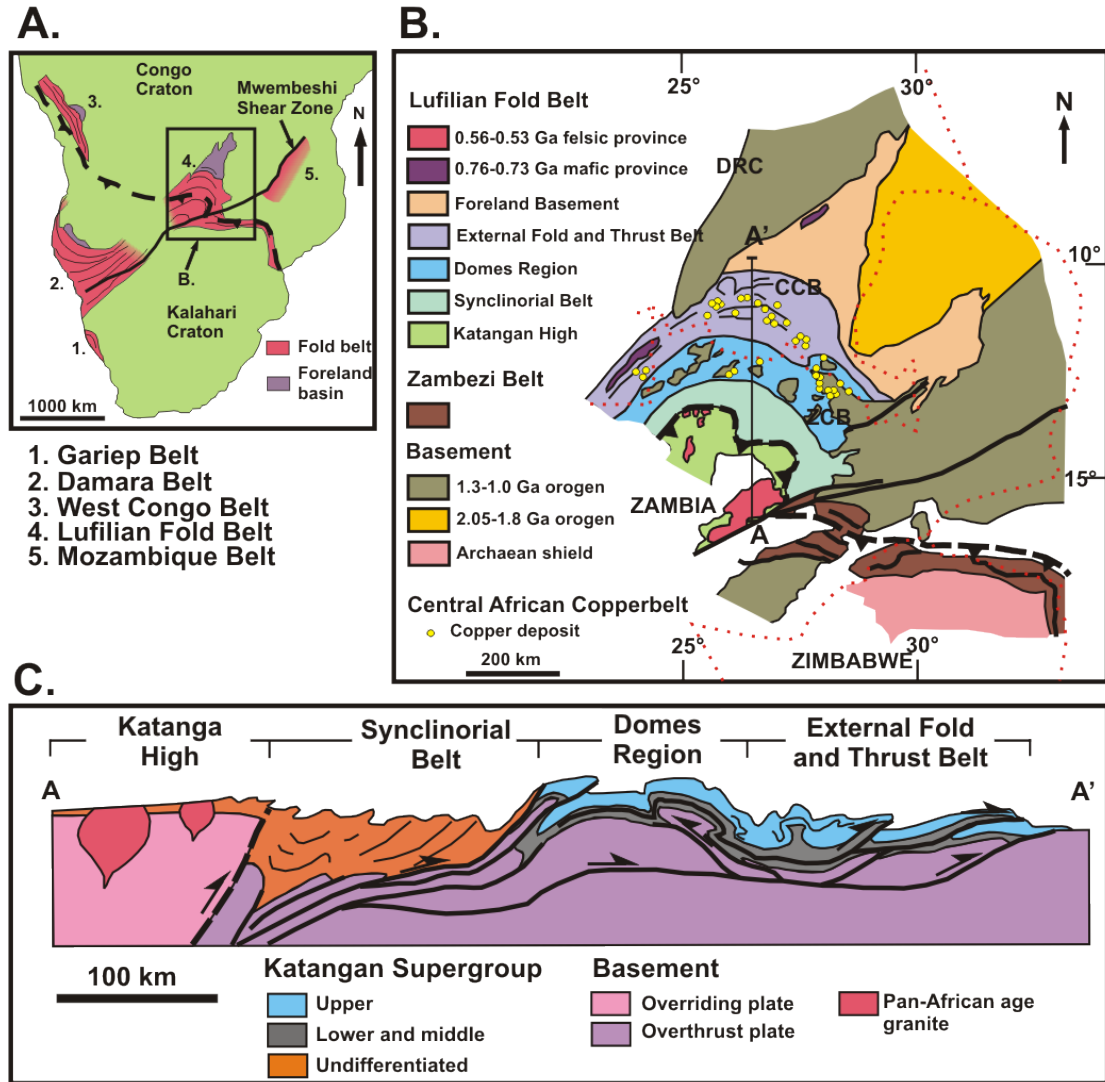 A.
Congo
Craton
Mwembeshi
Shear Zone
N
3.
4.
5.
2.
B.
Kalahari
Craton
1.
Fold belt
Foreland
basin
1000 km
1. Gariep Belt
2. Damara Belt
3. West Congo Belt
4. Lufilian Fold Belt
5. Mozambique Belt
B.
25°
30°
N
Lufilian Fold Belt
0.56-0.53 Ga felsic province
0.76-0.73 Ga mafic province
Foreland Basement
External Fold and Thrust Belt
Domes Region
Synclinorial Belt
Katangan High
Zambezi Belt
Basement
1.3-1.0 Ga orogen
2.05-1.8 Ga orogen
Archaean shield
Central African Copperbelt
Copper deposit
200 km
DRC
A'
CCB
10°
ZCB
15°
ZAMBIA
A
25°
30°
ZIMBABWE
C.
Katanga
High
Synclinorial
Belt
Domes
Region
External Fold
and Thrust Belt
A
A'
100 km
Katangan Supergroup
Upper
Lower and middle
Undifferentiated
Basement
Overriding plate
Overthrust plate
Pan-African age
granite